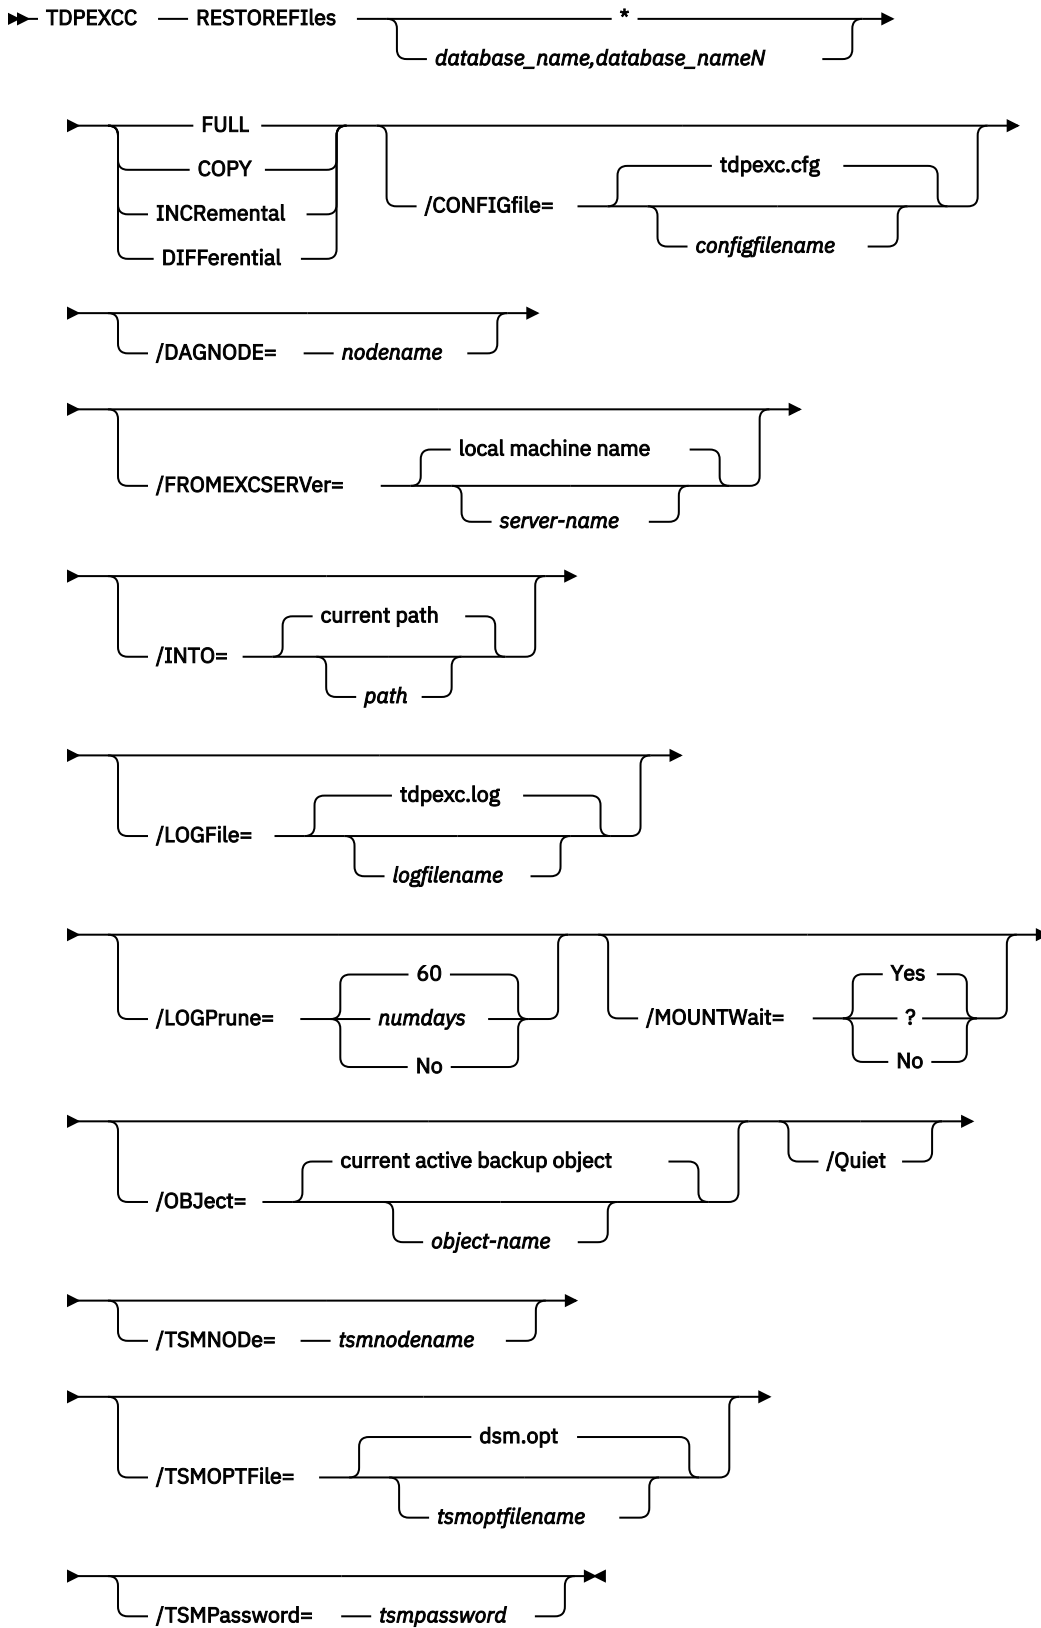 TDPEXCC RESTOREFIles *
database_name,database_nameN
FULL
COPY
INCRemental
DIFFerential
/CONFIGfile=
tdpexc.cfg
configfilename
/DAGNODE= nodename
/FROMEXCSERVer=
local machine name
server-name
/INTO=
current path
path
/LOGFile=
tdpexc.log
logfilename
/LOGPrune=
60
numdays
No
/MOUNTWait=
Yes
?
No
/OBJect=
current active backup object
object-name
/Quiet
/TSMNODe= tsmnodename
/TSMOPTFile=
dsm.opt
tsmoptfilename
/TSMPassword= tsmpassword